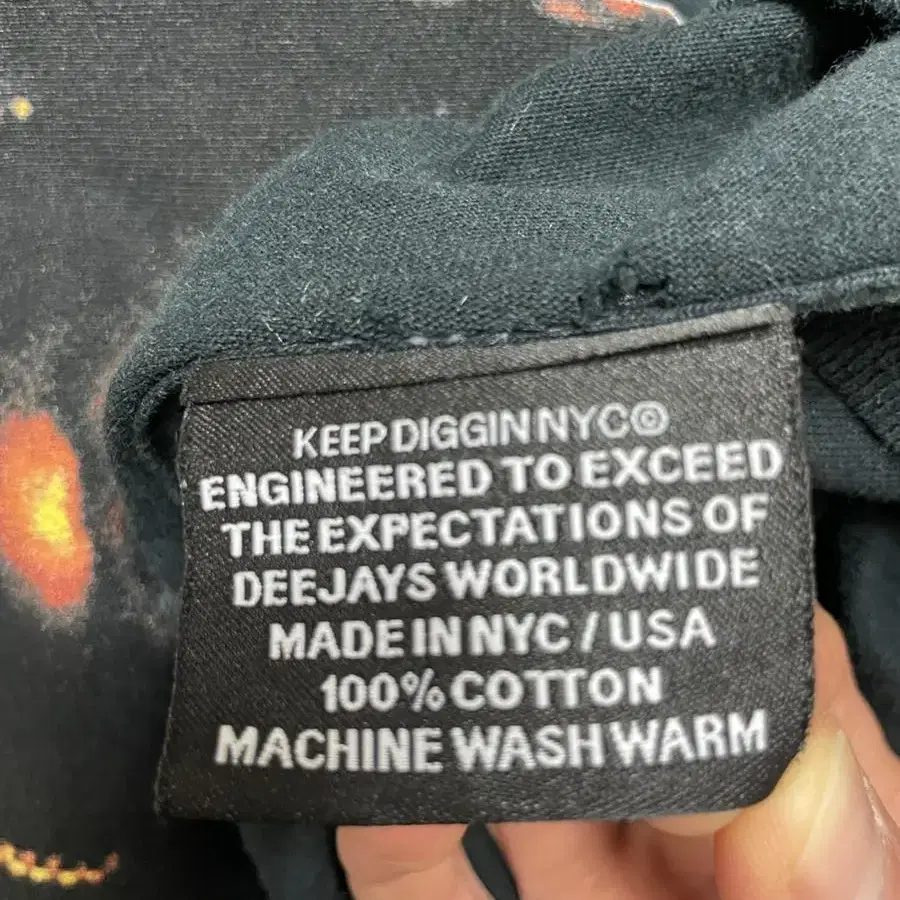 KEEP DIGGIN NYC®
ENGINEERED TO EXCEED
THE EXPECTATIONS OF
DEEJAYS WORLDWIDE
MADE IN NYC / USA
100% COTTON
MACHINE WASH WARM